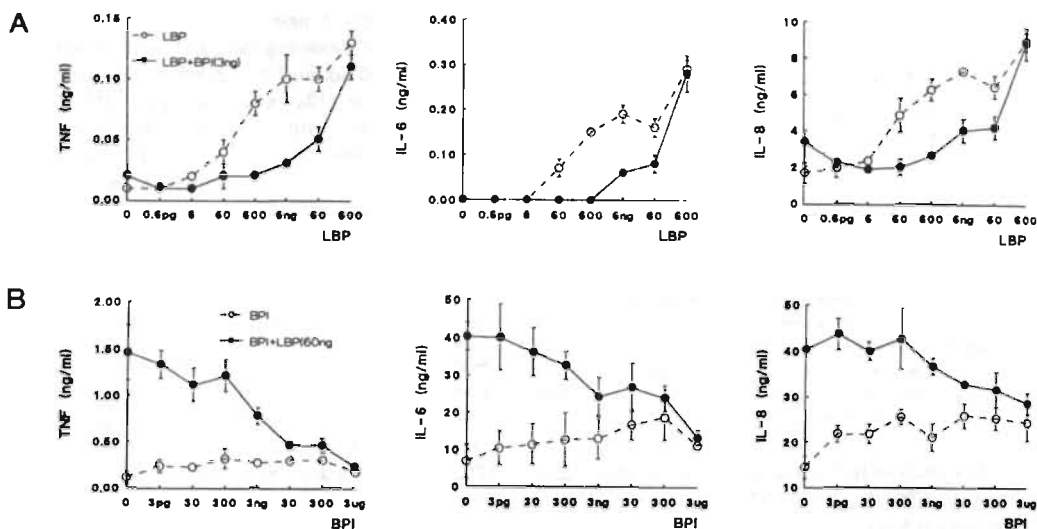 A
TNF (ng/ml)
0.15
0.10
0.05
0.00
LBP
LBP+BPI(3ng)
0 0.6pg 6 60 600 6ng 60 600
LBP
IL-6 (ng/ml)
0.40
0.30
0.20
0.10
0.00
0 0.6pg 6 60 600 6ng 60 600
LBP
IL-8 (ng/ml)
10
8
6
4
2
0
0 0.6pg 6 60 600 6ng 60 600
LBP
B
TNF (ng/ml)
2.00
1.50
1.00
0.50
0.00
BPI
BPI+LBP(60ng
0 3pg 30 300 3ng 30 300 3ug
BPI
IL-6 (ng/ml)
50
40
30
20
10
0
0 3pg 30 300 3ng 30 300 3ug
BPI
IL-8 (ng/ml)
50
40
30
20
10
0 3pg 30 300 3ng 30 300 3ug
BPI